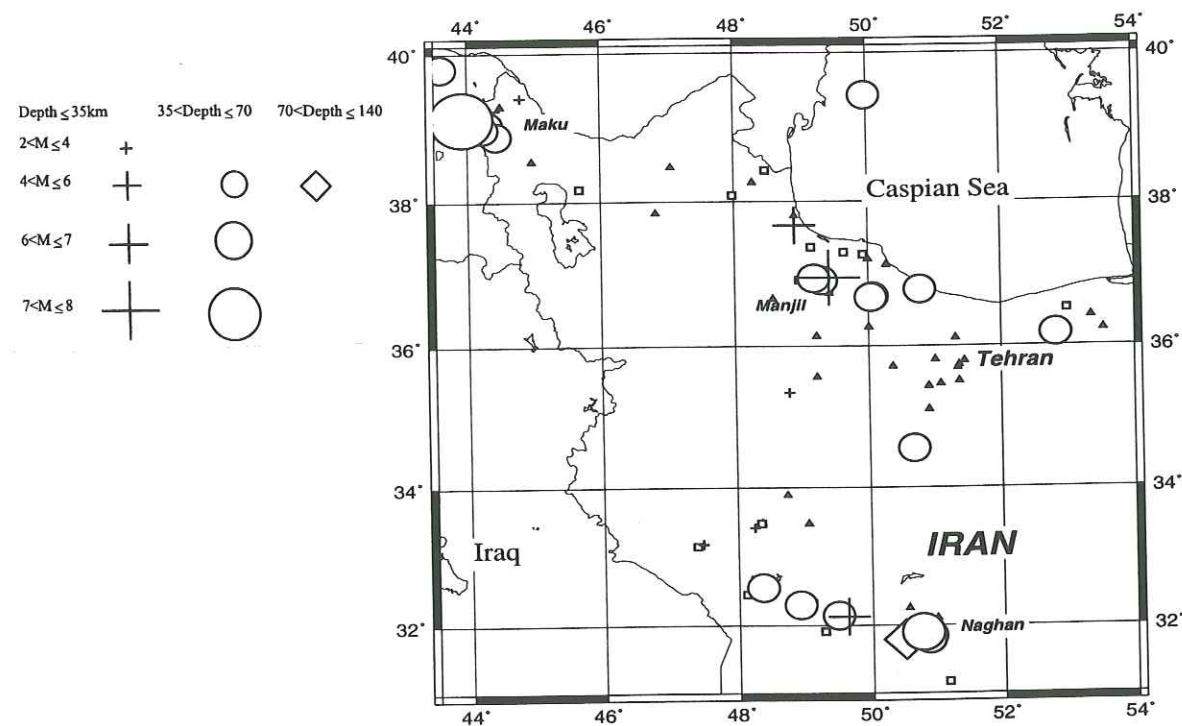 44° 46° 48° 50° 52° 54°
40° 40°
Depth ≤ 35km 35<Depth ≤ 70 70<Depth ≤ 140
Maku
2<M ≤ 4
4<M ≤ 6
Caspian Sea
38° 38°
6<M ≤ 7
7<M ≤ 8
Manjil
36° 36°
Tehran
34° 34°
Iraq
IRAN
Naghan
32° 32°
44° 46° 48° 50° 52° 54°